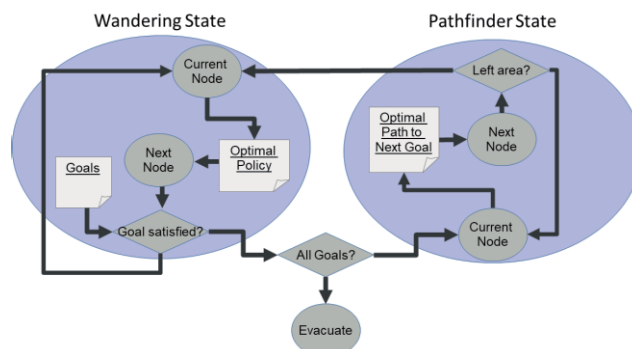 Wandering State
Pathfinder State
Current
Node
Left area?
Optimal
Path to
Next Goal
Next
Node
Next
Node
Optimal
Policy
Goals
Goal satisfied?
Current
Node
All Goals?
Evacuate